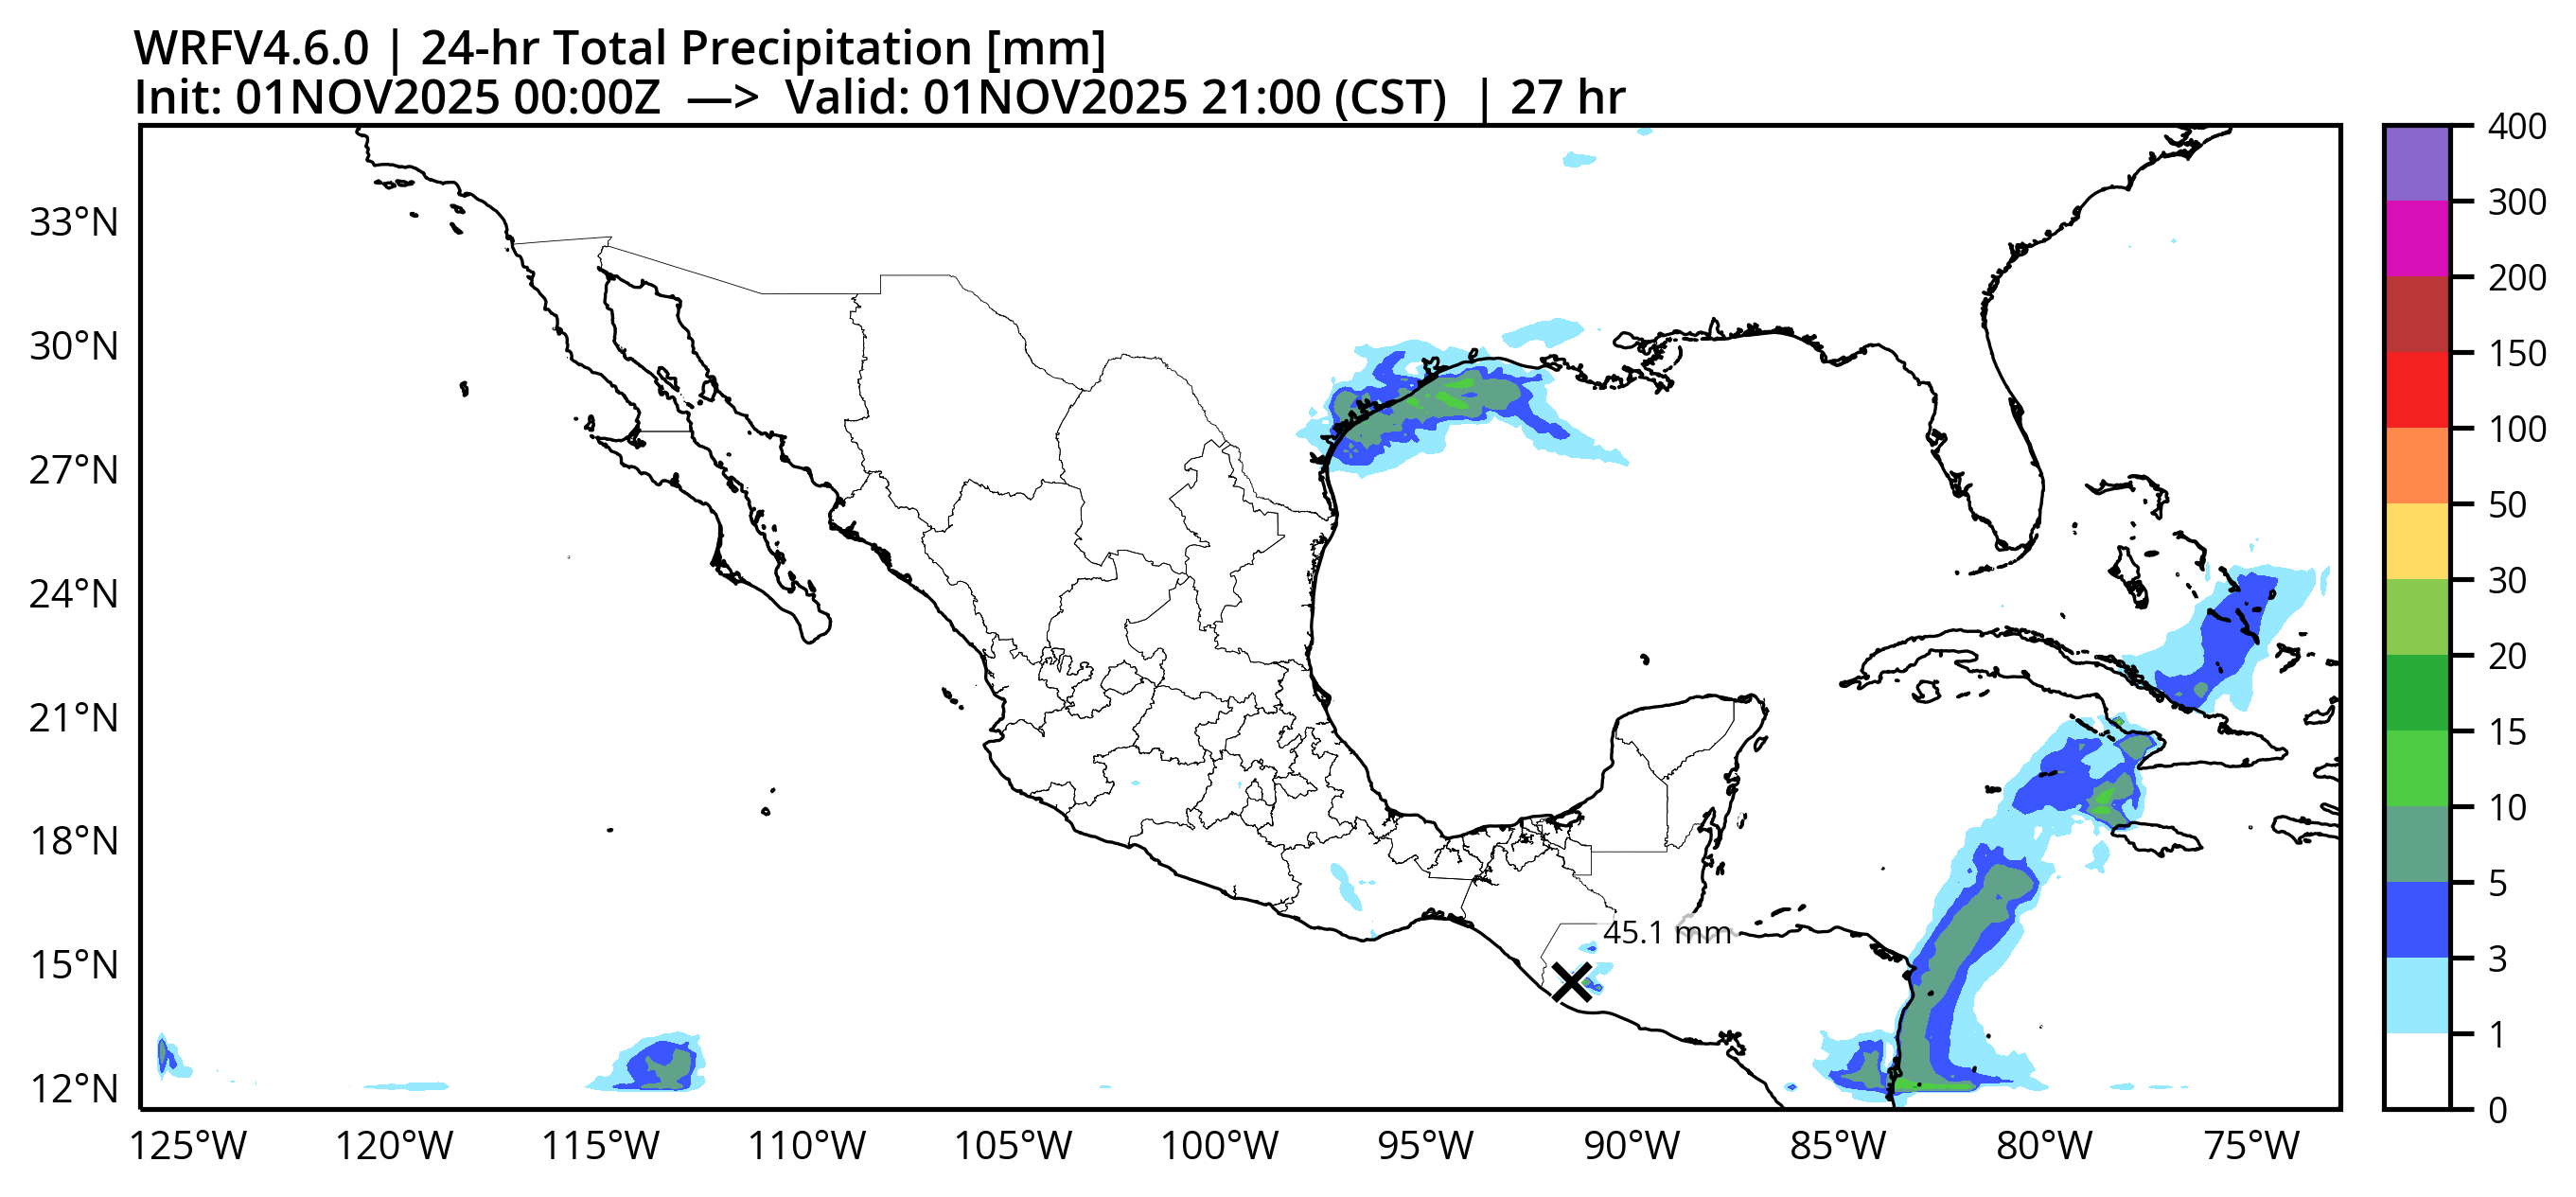 WRFV4.6.0 | 24-hr Total Precipitation [mm]
Init: 01NOV2025 00:00Z —> Valid: 01NOV2025 21:00 (CST) | 27 hr
33°N
30°N
27°N
24°N
21°N
18°N
15°N
12°N
45.1 mm
125°W 120°W 115°W 110°W 105°W 100°W 95°W 90°W 85°W 80°W 75°W
400
300
200
150
100
50
30
20
15
10
5
3
1
0